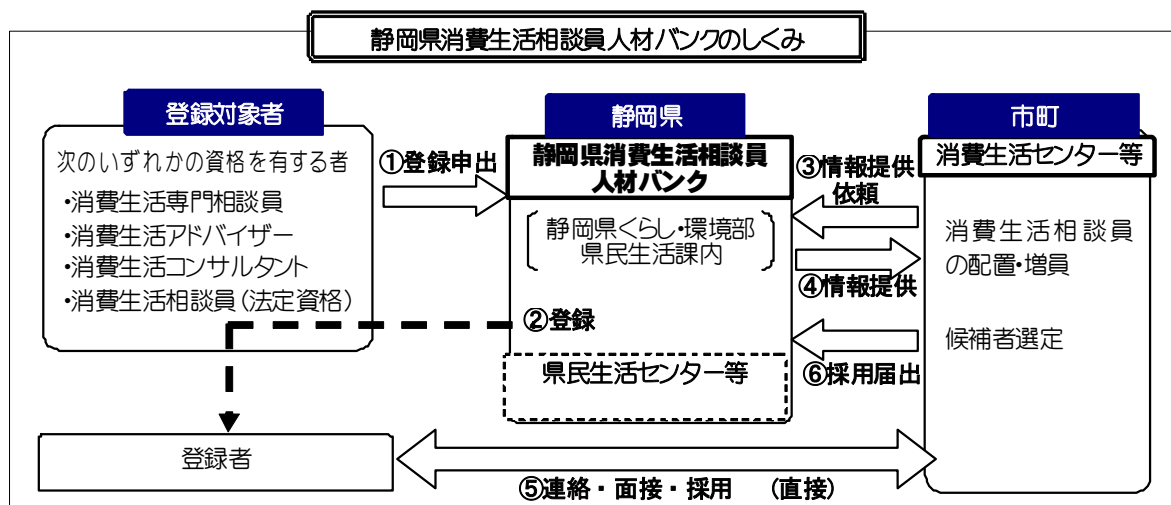 静岡県消費生活相談員人材バンクのしくみ
登録対象者
次のいずれかの資格を有する者
・消費生活専門相談員
・消費生活アドバイザー
・消費生活コンサルタント
・消費生活相談員（法定資格）
①登録申出
静岡県
静岡県消費生活相談員
人材バンク
静岡県くらし・環境部
県民生活課内
②登録
県民生活センター等
③情報提供
依頼
④情報提供
⑥採用届出
市町
消費生活センター等
消費生活相談員
の配置・増員
候補者選定
登録者
⑤連絡・面接・採用　（直接）